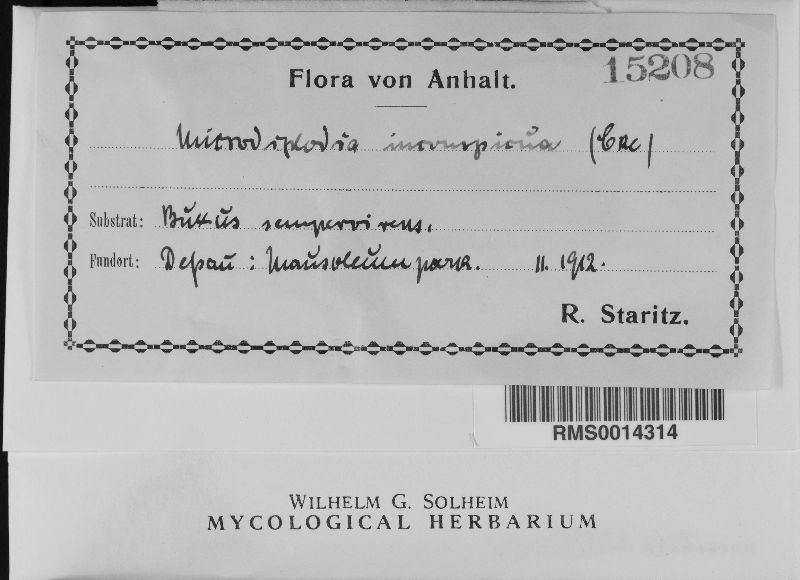 15208
Flora von Anhalt.
Microdiplodia inconspicua (Cke)
Substrat: Buxus sempervirens.
Fundort: Deßau: Mausoleumpark. 11. 1912.
R. Staritz.
RMS0014314
WILHELM G. SOLHEIM
MYCOLOGICAL HERBARIUM